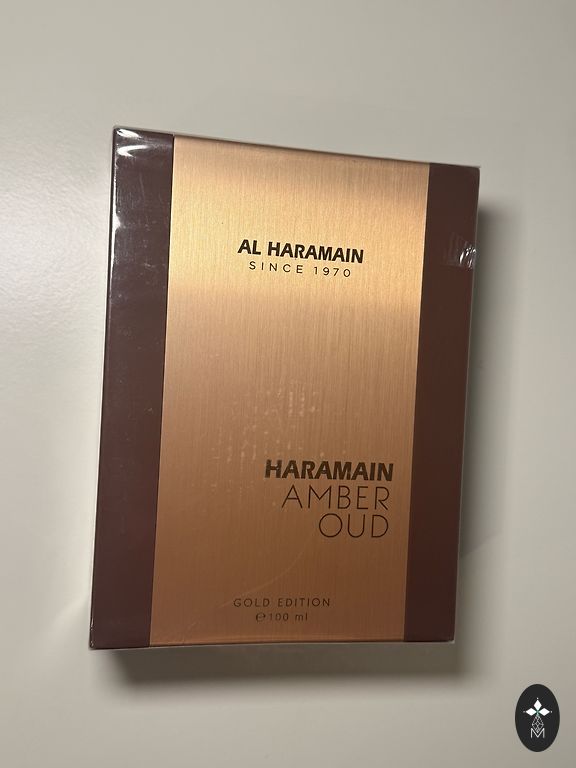 AL HARAMAIN
SINCE 1970
HARAMAIN
AMBER
OUD
GOLD EDITION
℮100 ml
M